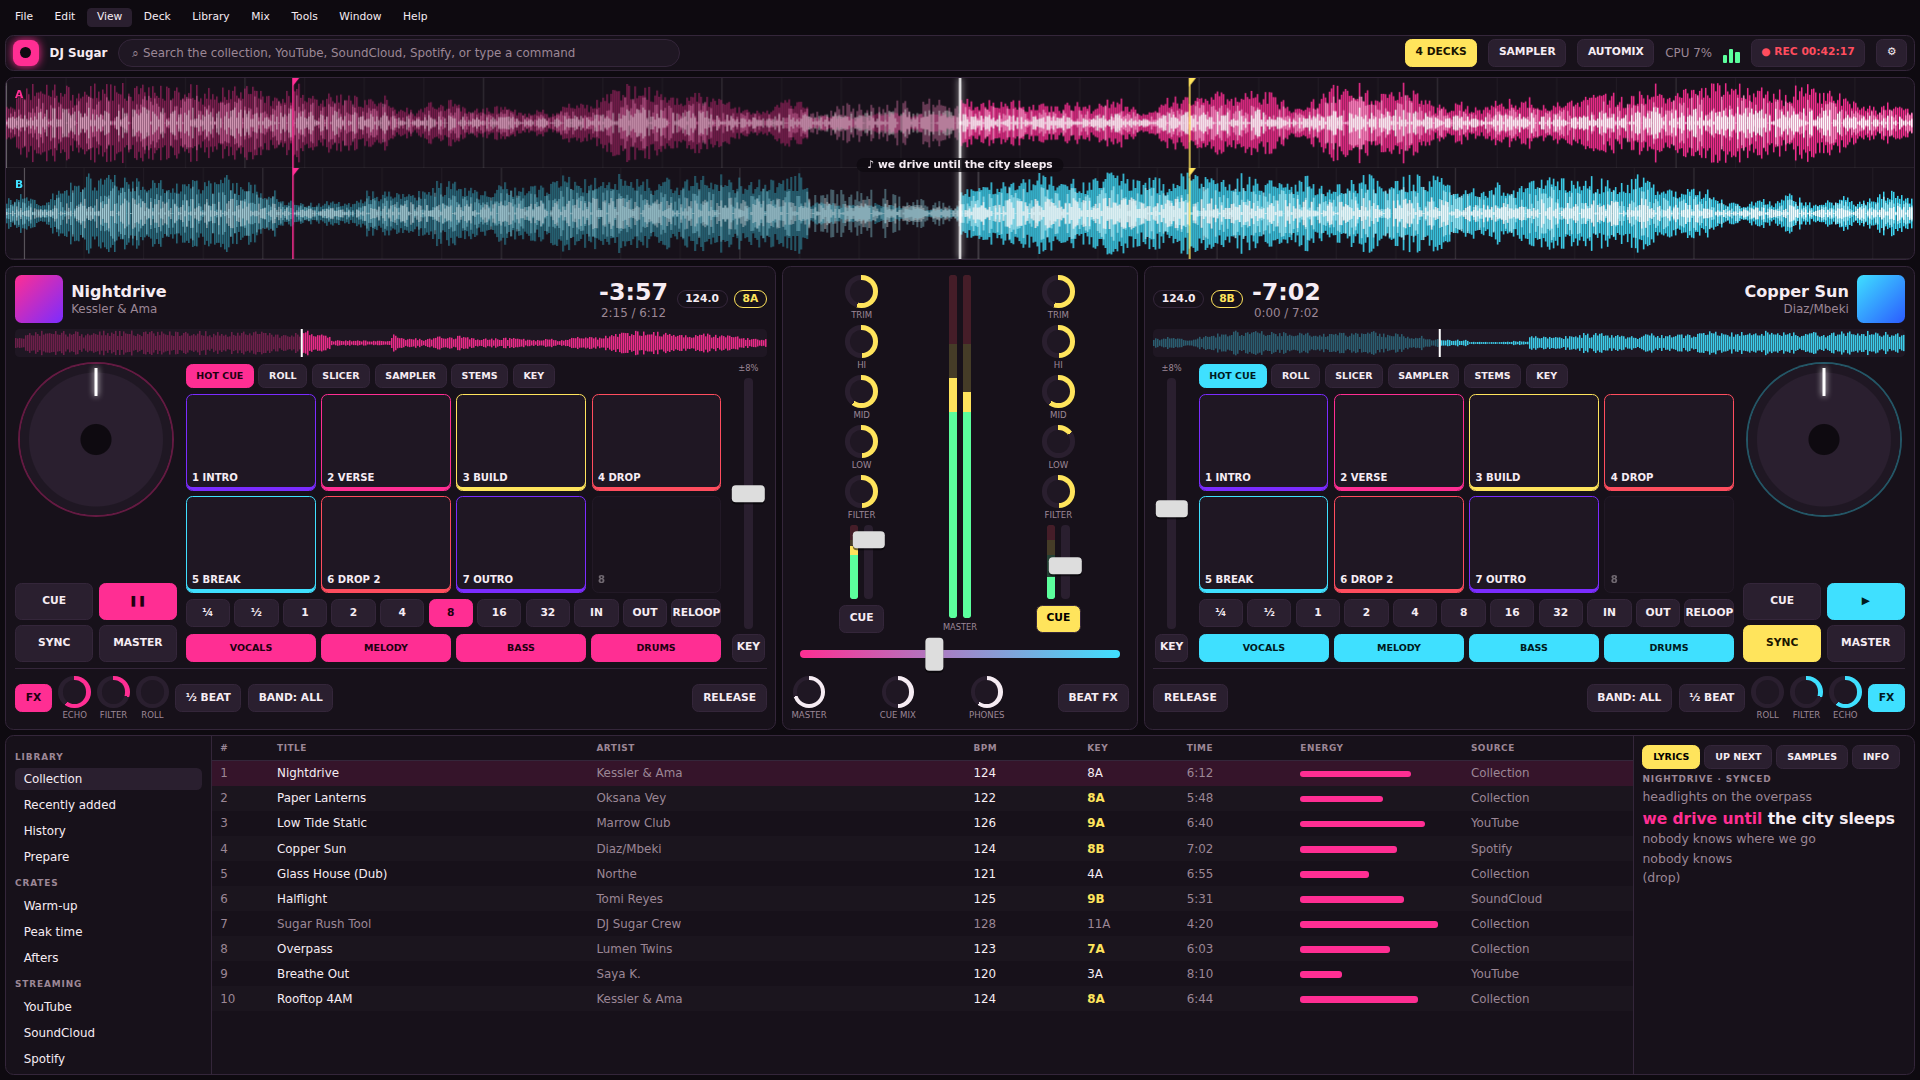 File Edit View Deck Library Mix Tools Window Help
DJ Sugar ⌕ Search the collection, YouTube, SoundCloud, Spotify, or type a command 4 DECKS SAMPLER AUTOMIX CPU 7% ● REC 00:42:17 ⚙
A
♪ we drive until the city sleeps
B
Nightdrive
Kessler & Ama
-3:57
2:15 / 6:12
124.0 8A
±8%
HOT CUE ROLL SLICER SAMPLER STEMS KEY
1 INTRO 2 VERSE 3 BUILD 4 DROP
5 BREAK 6 DROP 2 7 OUTRO 8
CUE ❚❚
SYNC MASTER
¼ ½ 1 2 4 8 16 32 IN OUT RELOOP
VOCALS MELODY BASS DRUMS KEY
FX ECHO FILTER ROLL ½ BEAT BAND: ALL RELEASE
TRIM TRIM
HI HI
MID MID
LOW LOW
FILTER FILTER
CUE MASTER CUE
MASTER CUE MIX PHONES BEAT FX
124.0 8B
-7:02
0:00 / 7:02
Copper Sun
Diaz/Mbeki
±8%
HOT CUE ROLL SLICER SAMPLER STEMS KEY
1 INTRO 2 VERSE 3 BUILD 4 DROP
5 BREAK 6 DROP 2 7 OUTRO 8
¼ ½ 1 2 4 8 16 32 IN OUT RELOOP
KEY VOCALS MELODY BASS DRUMS
CUE ▶
SYNC MASTER
RELEASE BAND: ALL ½ BEAT ROLL FILTER ECHO FX
LIBRARY
Collection
Recently added
History
Prepare
CRATES
Warm-up
Peak time
Afters
STREAMING
YouTube
SoundCloud
Spotify
# TITLE ARTIST BPM KEY TIME ENERGY SOURCE
1 Nightdrive Kessler & Ama 124 8A 6:12 Collection
2 Paper Lanterns Oksana Vey 122 8A 5:48 Collection
3 Low Tide Static Marrow Club 126 9A 6:40 YouTube
4 Copper Sun Diaz/Mbeki 124 8B 7:02 Spotify
5 Glass House (Dub) Northe 121 4A 6:55 Collection
6 Halflight Tomi Reyes 125 9B 5:31 SoundCloud
7 Sugar Rush Tool DJ Sugar Crew 128 11A 4:20 Collection
8 Overpass Lumen Twins 123 7A 6:03 Collection
9 Breathe Out Saya K. 120 3A 8:10 YouTube
10 Rooftop 4AM Kessler & Ama 124 8A 6:44 Collection
LYRICS UP NEXT SAMPLES INFO
NIGHTDRIVE · SYNCED
headlights on the overpass
we drive until the city sleeps
nobody knows where we go
nobody knows
(drop)